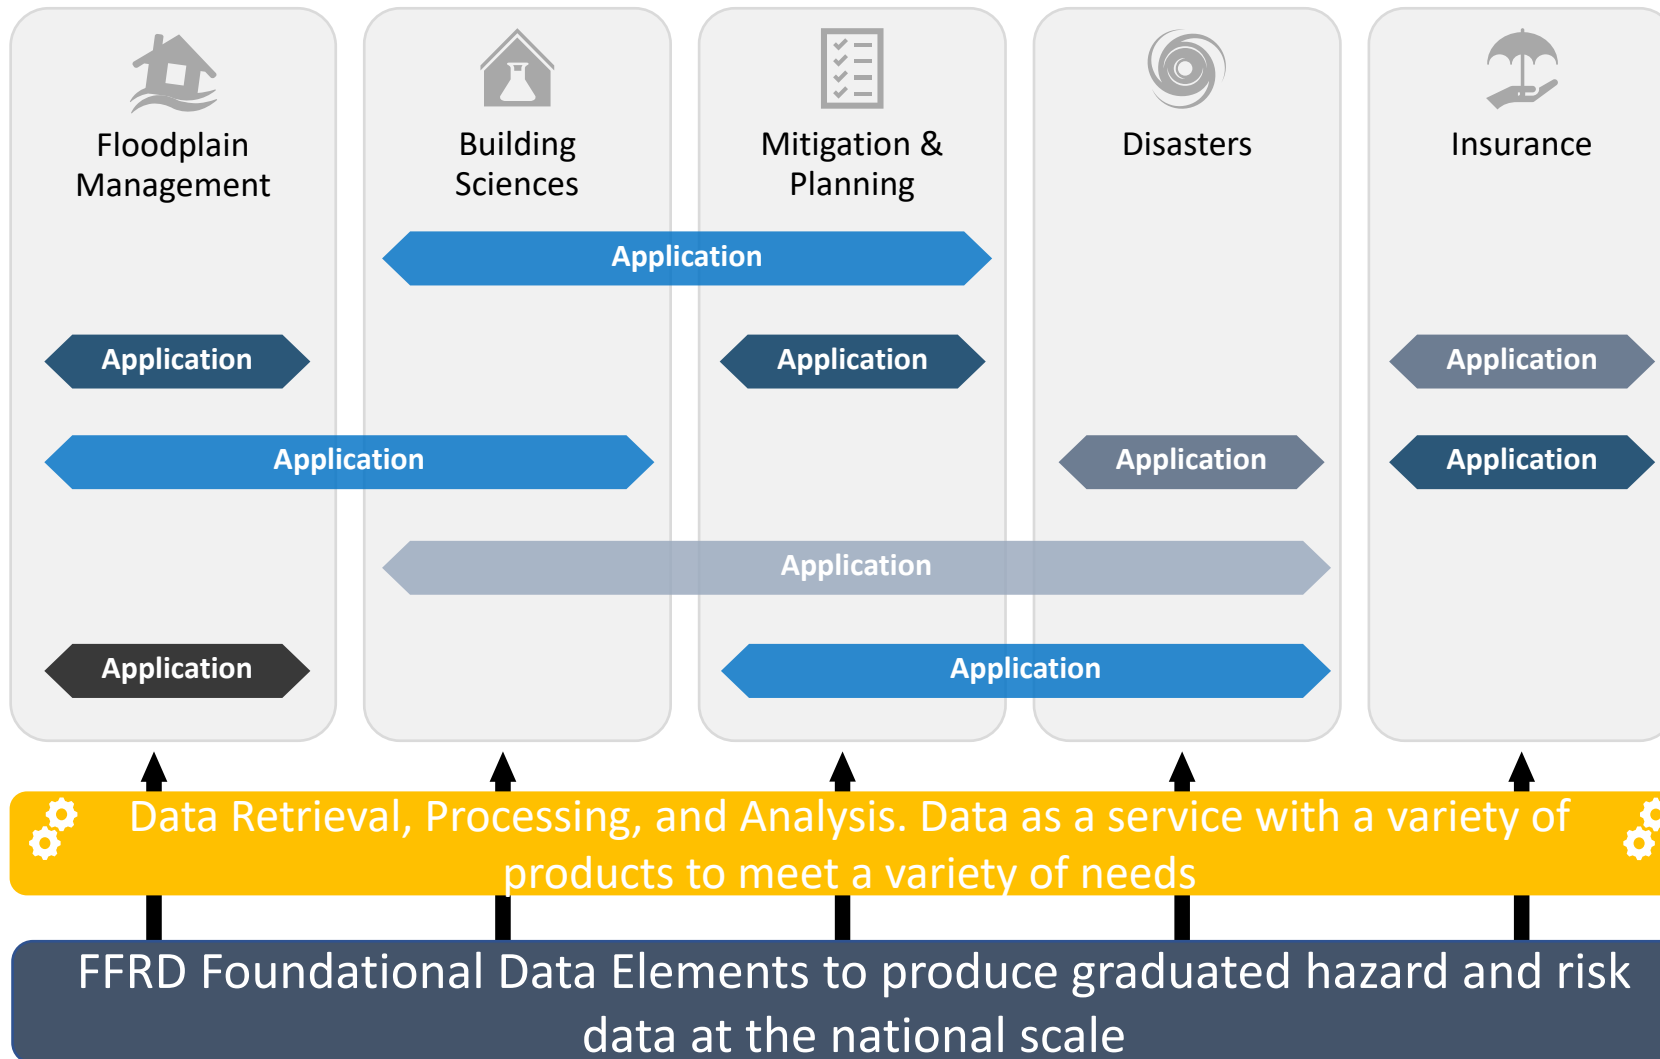 Floodplain
Management
Building
Sciences
Mitigation &
Planning
Disasters
Insurance
Application
Application
Application
Application
Application
Application
Application
Application
Application
Application
Data Retrieval, Processing, and Analysis. Data as a service with a variety of
products to meet a variety of needs
FFRD Foundational Data Elements to produce graduated hazard and risk
data at the national scale